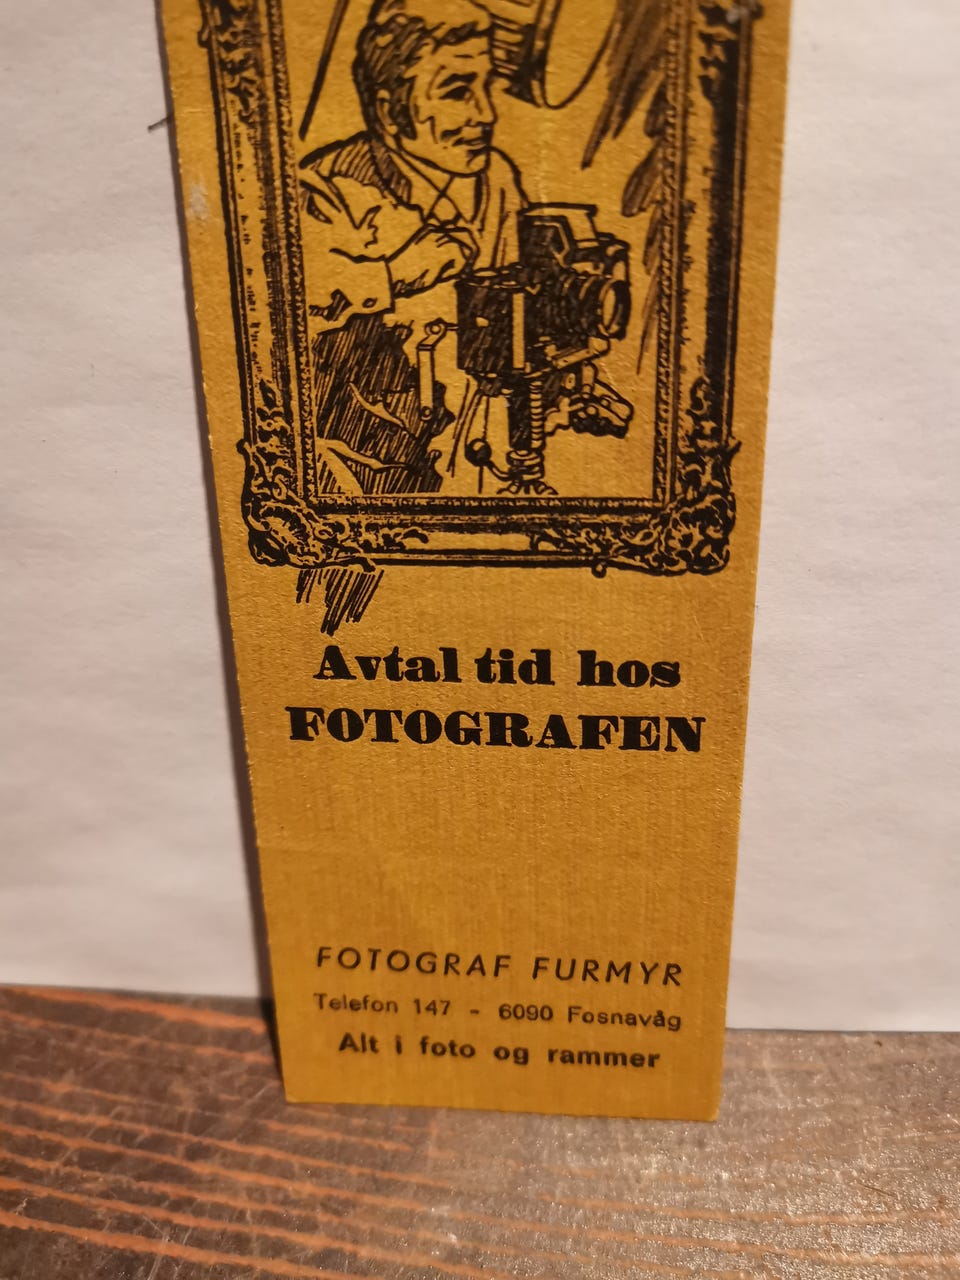 Avtal tid hos
FOTOGRAFEN
FOTOGRAF FURMYR
Telefon 147 - 6090 Fosnavåg
Alt i foto og rammer